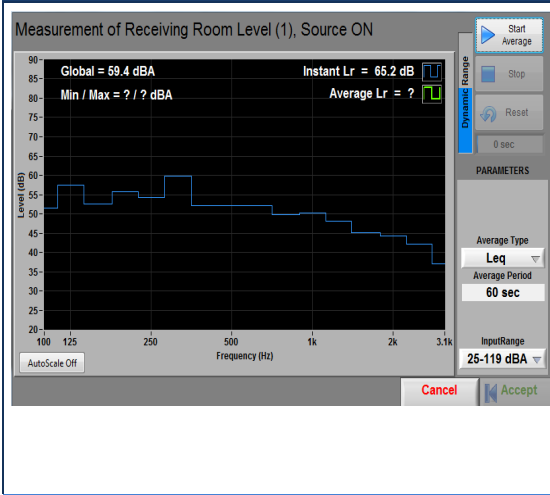 Measurement of Receiving Room Level (1), Source ON
Start
Average
Stop
Reset
0 sec
Dynamic Range
PARAMETERS
Average Type
Leq
Average Period
60 sec
InputRange
25-119 dBA
Global = 59.4 dBA
Instant Lr = 65.2 dB
Min / Max = ? / ? dBA
Average Lr = ?
Level (dB)
90
85
80
75
70
65
60
55
50
45
40
35
30
25
20
100 125 250 500 1k 2k 3.1k
Frequency (Hz)
AutoScale Off
Cancel
Accept